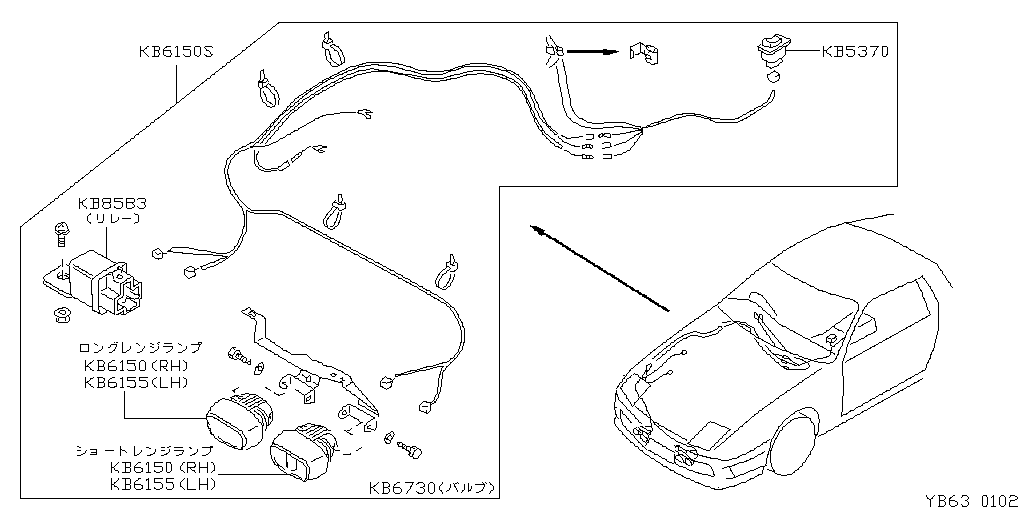 KB6150S
KB5370
KB85B3
(リレー)
ロングレンジランプ
KB6150(RH)
KB6155(LH)
ショートレンジランプ
KB6150(RH)
KB6155(LH)
KB6730(バルブ)
YB63 0102